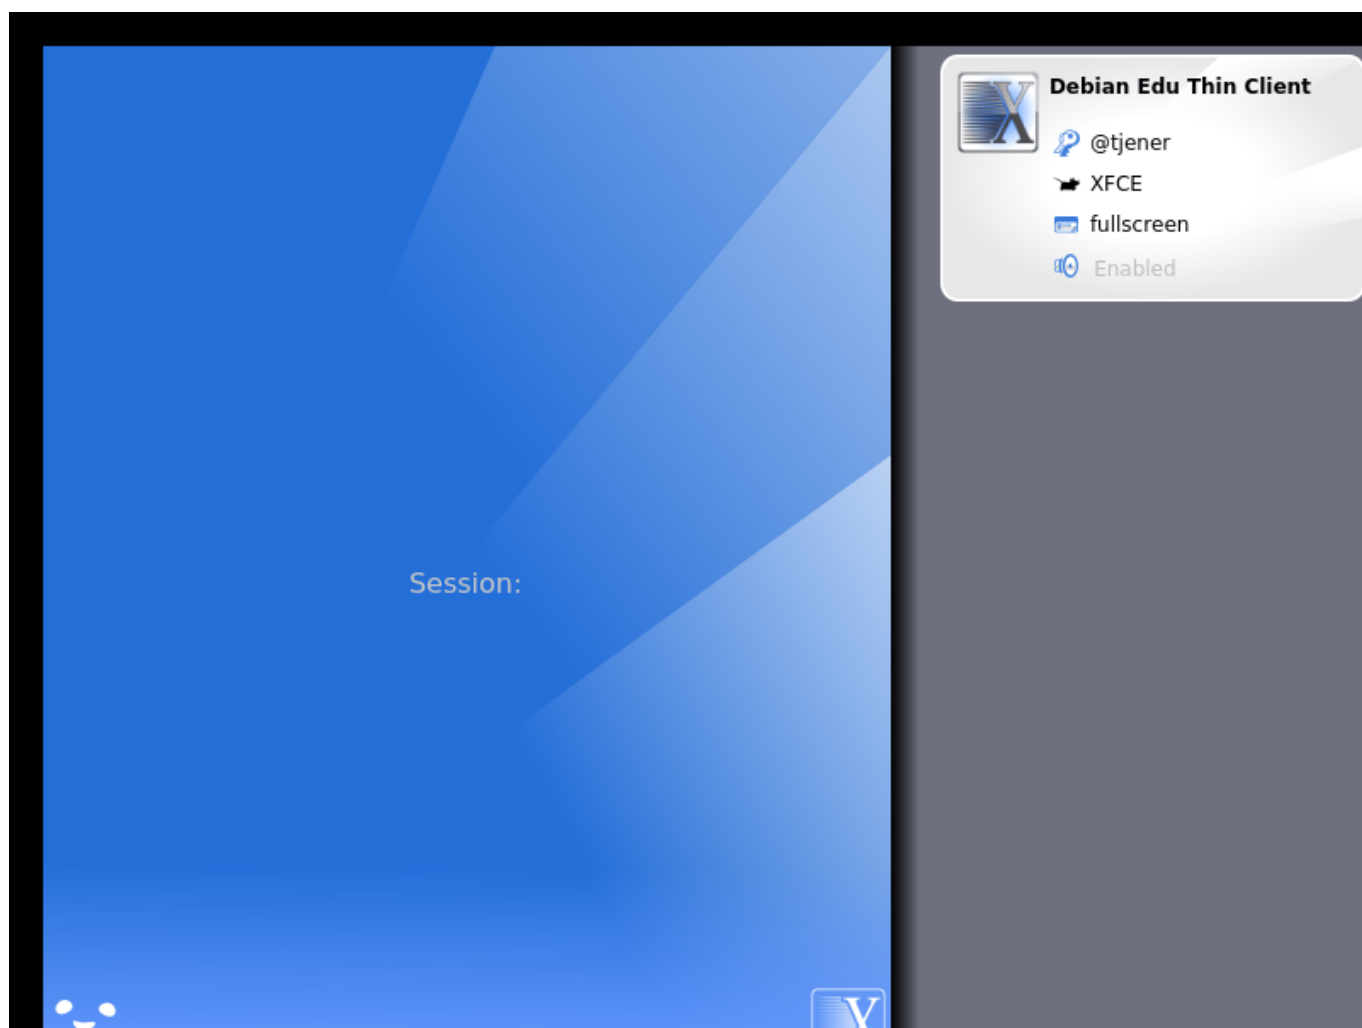 Session:
Debian Edu Thin Client
@tjener
XFCE
fullscreen
Enabled
X
X